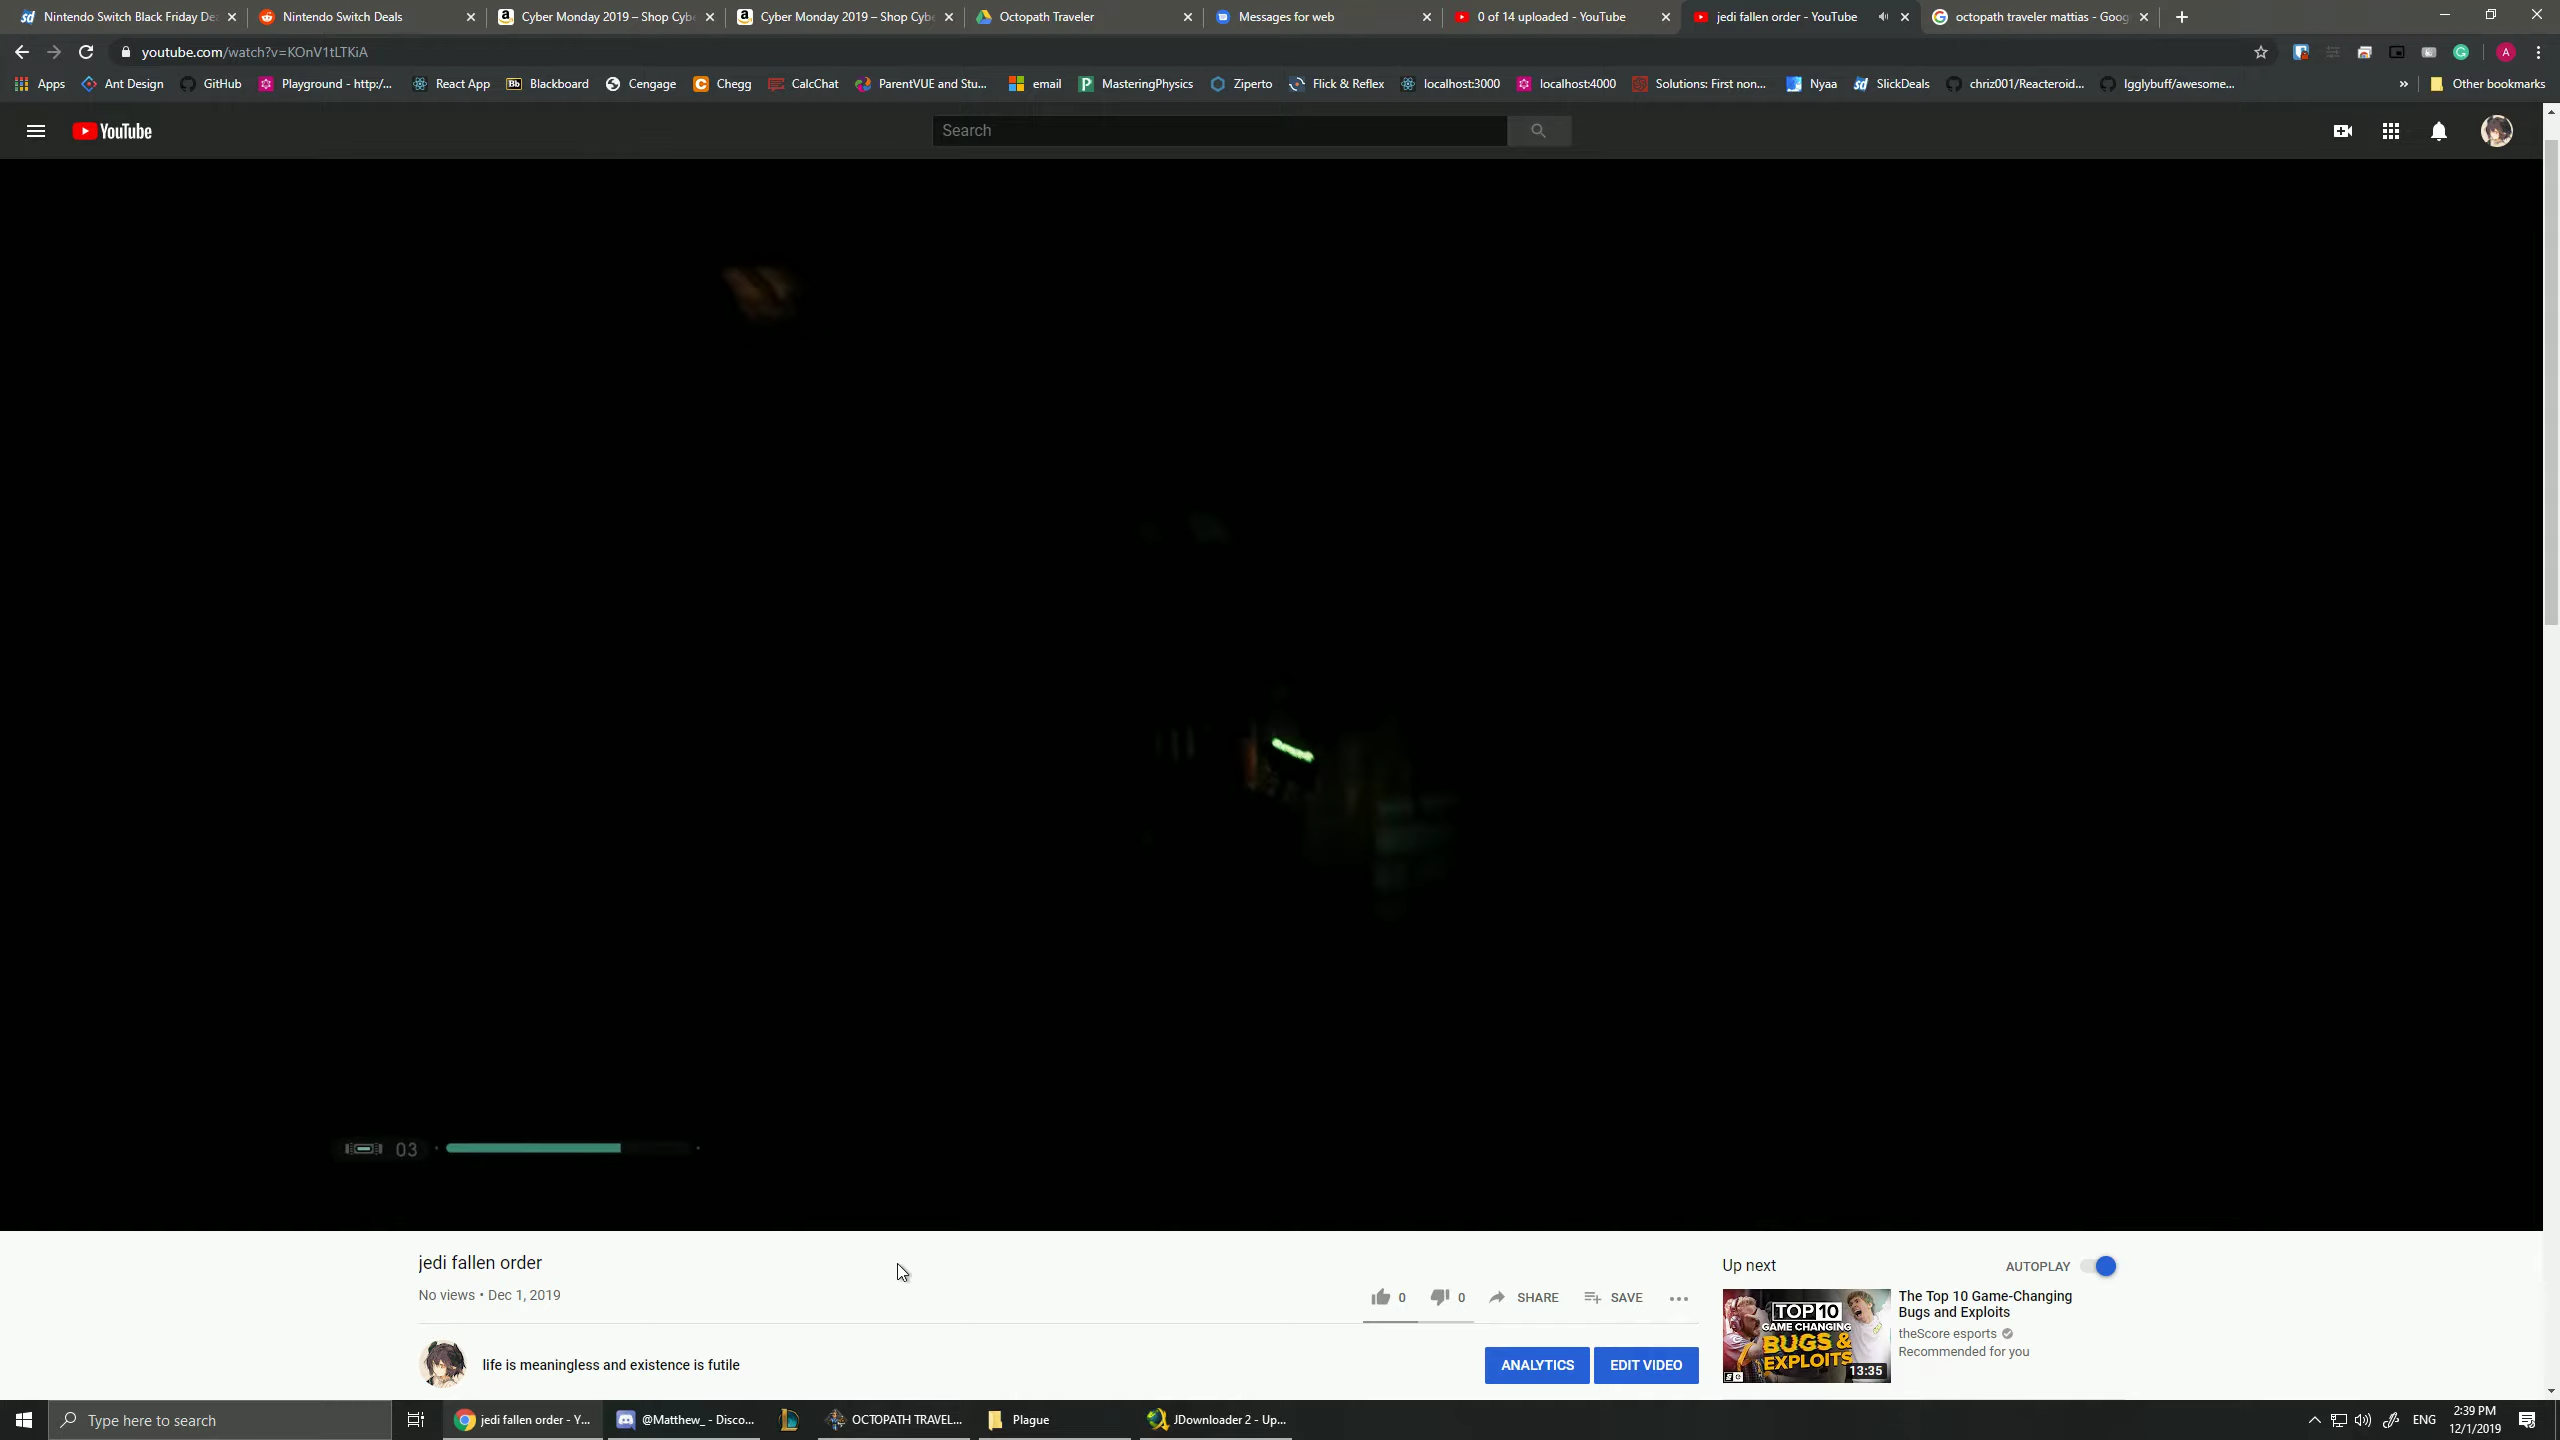 Nintendo Switch Black Friday De
Nintendo Switch Deals
Cyber Monday 2019 – Shop Cybe
Cyber Monday 2019 – Shop Cybe
Octopath Traveler
Messages for web
0 of 14 uploaded - YouTube
jedi fallen order - YouTube
octopath traveler mattias - Goog
youtube.com/watch?v=KOnV1tLTKiA
A
Apps
Ant Design
GitHub
Playground - http:/...
React App
Bb Blackboard
Cengage
Chegg
CalcChat
ParentVUE and Stu...
email
MasteringPhysics
Ziperto
Flick & Reflex
localhost:3000
localhost:4000
Solutions: First non...
Nyaa
sd SlickDeals
chriz001/Reacteroid...
Igglybuff/awesome...
»
Other bookmarks
YouTube
Search
03
jedi fallen order
No views • Dec 1, 2019
0
0
SHARE
SAVE
life is meaningless and existence is futile
ANALYTICS
EDIT VIDEO
Up next
AUTOPLAY
TOP 10
GAME CHANGING
BUGS &
EXPLOITS
13:35
The Top 10 Game-Changing
Bugs and Exploits
theScore esports
Recommended for you
Type here to search
jedi fallen order - Y...
@Matthew_ - Disco...
OCTOPATH TRAVEL...
Plague
JDownloader 2 - Up...
ENG
2:39 PM
12/1/2019